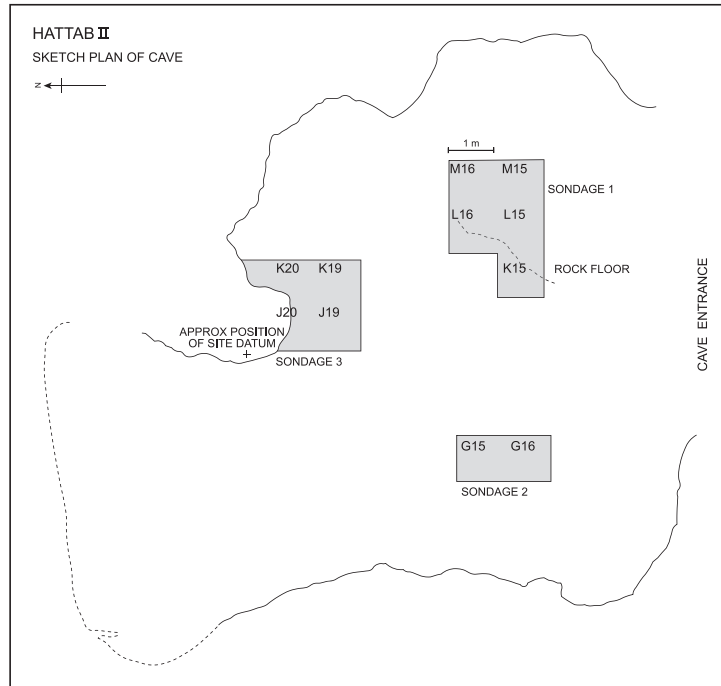 HATTAB II
SKETCH PLAN OF CAVE
N
1 m
M16 M15
SONDAGE 1
L16 L15
K15
ROCK FLOOR
K20 K19
J20 J19
APPROX POSITION
OF SITE DATUM
SONDAGE 3
CAVE ENTRANCE
G15 G16
SONDAGE 2